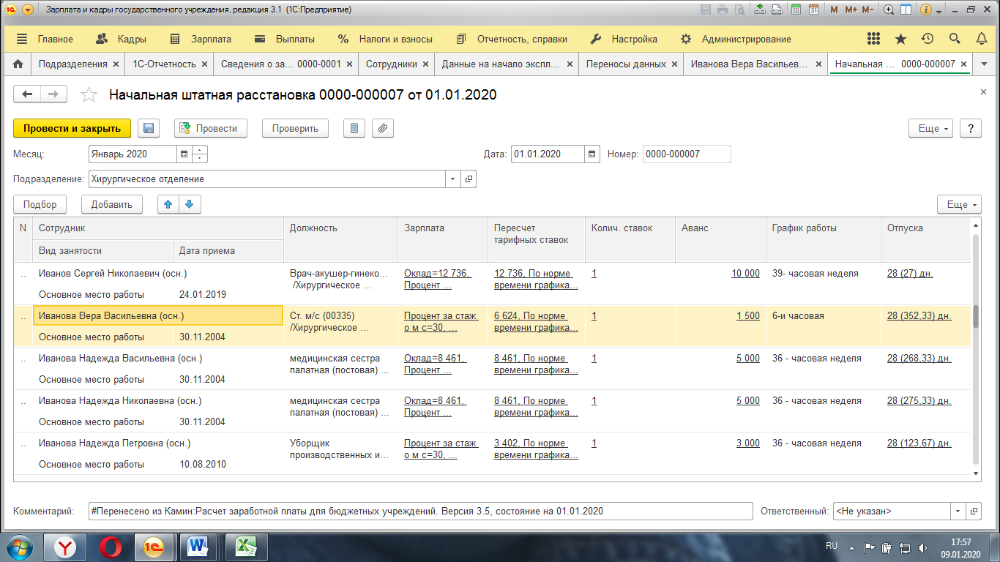 Зарплата и кадры государственного учреждения, редакция 3.1 (1С:Предприятие)
M M+ M-
Главное Кадры Зарплата Выплаты Налоги и взносы Отчетность, справки Настройка Администрирование
Подразделения 1С-Отчетность Сведения о за... 0000-0001 Сотрудники Данные на начало экспл... Переносы данных Иванова Вера Васильев... Начальная ... 0000-000007
Начальная штатная расстановка 0000-000007 от 01.01.2020
Провести и закрыть Провести Проверить Еще ?
Месяц: Январь 2020 Дата: 01.01.2020 Номер: 0000-000007
Подразделение: Хирургическое отделение
Подбор Добавить Еще
N Сотрудник Должность Зарплата Пересчет Колич. ставок Аванс График работы Отпуска
тарифных ставок
Вид занятости Дата приема
.. Иванов Сергей Николаевич (осн.) Врач-акушер-гинеко... Оклад=12 736, 12 736, По норме 1 10 000 39- часовая неделя 28 (27) дн.
/Хирургическое ... Процент ... времени графика...
Основное место работы 24.01.2019
.. Иванова Вера Васильевна (осн.) Ст. м/с (00335) Процент за стаж 6 624, По норме 1 1 500 6-и часовая 28 (352,33) дн.
/Хирургическое ... о м с=30, ... времени графика...
Основное место работы 30.11.2004
.. Иванова Надежда Васильевна (осн.) медицинская сестра Оклад=8 461, 8 461, По норме 1 5 000 36 - часовая неделя 28 (268,33) дн.
палатная (постовая) ... Процент ... времени графика...
Основное место работы 30.11.2004
.. Иванова Надежда Николаевна (осн.) медицинская сестра Оклад=8 461, 8 461, По норме 1 5 000 36 - часовая неделя 28 (275,33) дн.
палатная (постовая) ... Процент ... времени графика...
Основное место работы 30.11.2004
.. Иванова Надежда Петровна (осн.) Уборщик Процент за стаж 3 402, По норме 1 3 000 36 - часовая неделя 28 (123,67) дн.
производственных и... о м с=30, ... времени графика...
Основное место работы 10.08.2010
Комментарий: #Перенесено из Камин:Расчет заработной платы для бюджетных учреждений. Версия 3.5, состояние на 01.01.2020 Ответственный: <Не указан>
RU 17:57
09.01.2020